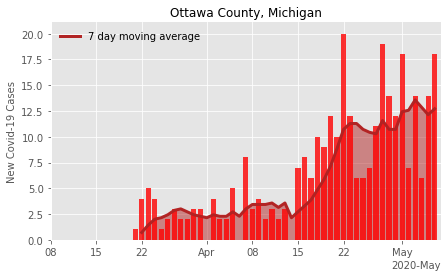 Ottawa County, Michigan
7 day moving average
New Covid-19 Cases
20.0
17.5
15.0
12.5
10.0
7.5
5.0
2.5
0.0
08 15 22 Apr 08 15 22 May
2020-May